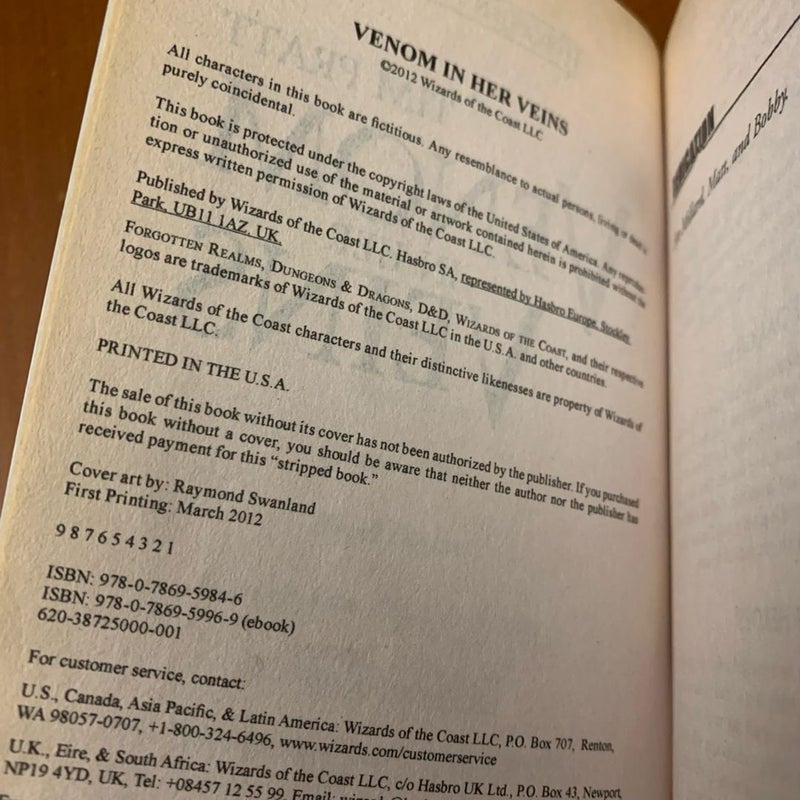 VENOM IN HER VEINS
©2012 Wizards of the Coast LLC
All characters in this book are fictitious. Any resemblance to actual persons, living or dead is
purely coincidental.
This book is protected under the copyright laws of the United States of America. Any reproduc-
tion or unauthorized use of the material or artwork contained herein is prohibited without the
express written permission of Wizards of the Coast LLC.
Published by Wizards of the Coast LLC. Hasbro SA, represented by Hasbro Europe, Stockley
Park, UB11 1AZ. UK.
FORGOTTEN REALMS, DUNGEONS & DRAGONS, D&D, WIZARDS OF THE COAST, and their respective
logos are trademarks of Wizards of the Coast LLC in the U.S.A. and other countries.
All Wizards of the Coast characters and their distinctive likenesses are property of Wizards of
the Coast LLC.
PRINTED IN THE U.S.A.
The sale of this book without its cover has not been authorized by the publisher. If you purchased
this book without a cover, you should be aware that neither the author nor the publisher has
received payment for this “stripped book.”
Cover art by: Raymond Swanland
First Printing: March 2012
9 8 7 6 5 4 3 2 1
ISBN: 978-0-7869-5984-6
ISBN: 978-0-7869-5996-9 (ebook)
620-38725000-001
For customer service, contact:
U.S., Canada, Asia Pacific, & Latin America: Wizards of the Coast LLC, P.O. Box 707, Renton,
WA 98057-0707, +1-800-324-6496, www.wizards.com/customerservice
U.K., Eire, & South Africa: Wizards of the Coast LLC, c/o Hasbro UK Ltd., P.O. Box 43, Newport,
NP19 4YD, UK, Tel: +08457 12 55 99, Email:
and Bobby.